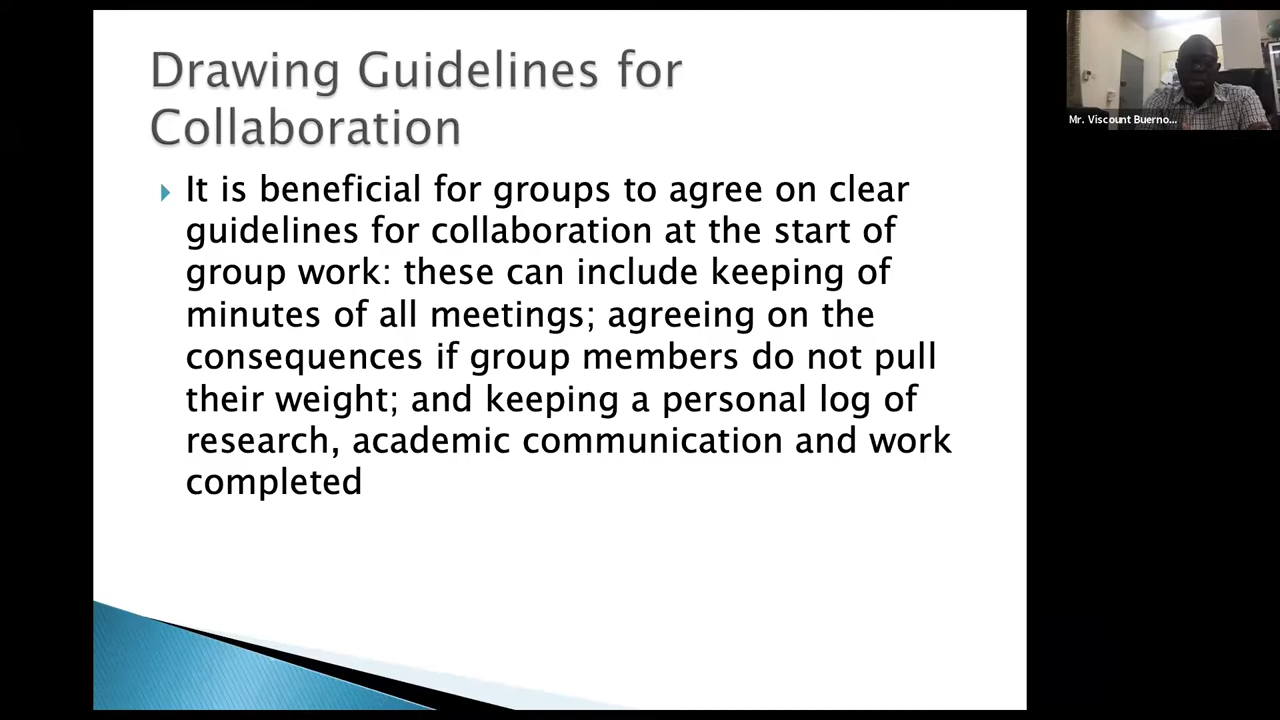 Drawing Guidelines for
Collaboration
It is beneficial for groups to agree on clear
guidelines for collaboration at the start of
group work: these can include keeping of
minutes of all meetings; agreeing on the
consequences if group members do not pull
their weight; and keeping a personal log of
research, academic communication and work
completed
Mr. Viscount Buerno...